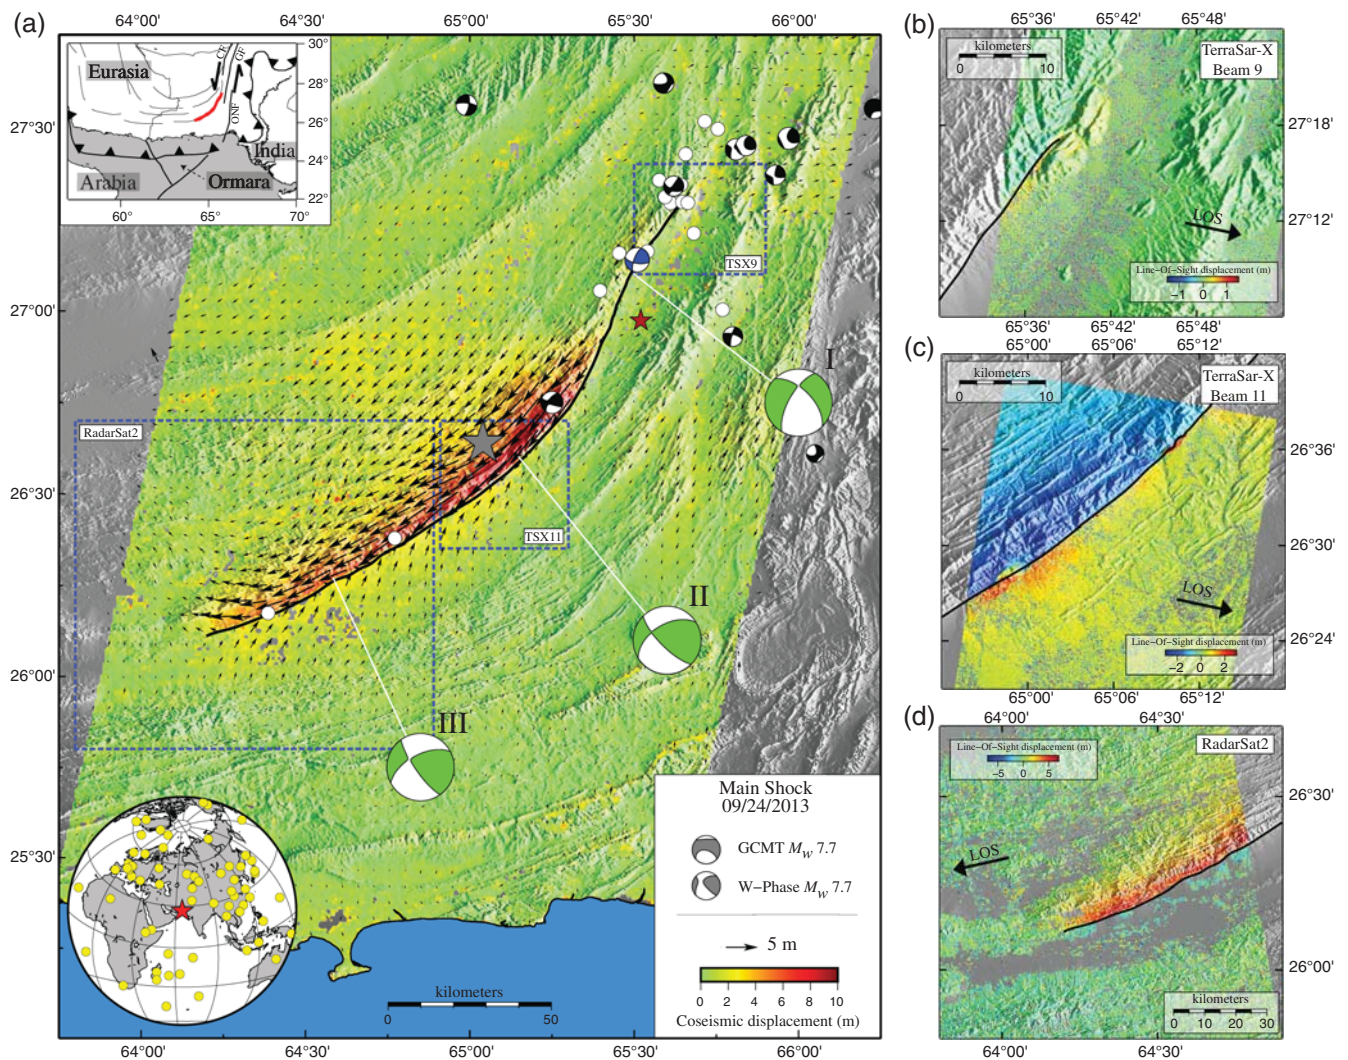 (a)
64°00'
64°30'
65°00'
65°30'
66°00'
27°30'
27°00'
26°30'
26°00'
25°30'
64°00'
64°30'
65°00'
65°30'
66°00'
Eurasia
Arabia
India
Ormara
CF
GF
ONF
30°
28°
26°
24°
22°
60°
65°
70°
RadarSat2
TSX9
TSX11
I
II
III
Main Shock
09/24/2013
GCMT Mw 7.7
W-Phase Mw 7.7
5 m
0 2 4 6 8 10
Coseismic displacement (m)
kilometers
0 50
(b)
65°36'
65°42'
65°48'
kilometers
0 10
TerraSar-X
Beam 9
27°18'
27°12'
LOS
Line-Of-Sight displacement (m)
-1 0 1
65°36'
65°42'
65°48'
(c)
65°00'
65°06'
65°12'
kilometers
0 10
TerraSar-X
Beam 11
26°36'
26°30'
26°24'
LOS
Line-Of-Sight displacement (m)
-2 0 2
65°00'
65°06'
65°12'
(d)
64°00'
64°30'
Line-Of-Sight displacement (m)
-5 0 5
RadarSat2
26°30'
26°00'
LOS
kilometers
0 10 20 30
64°00'
64°30'